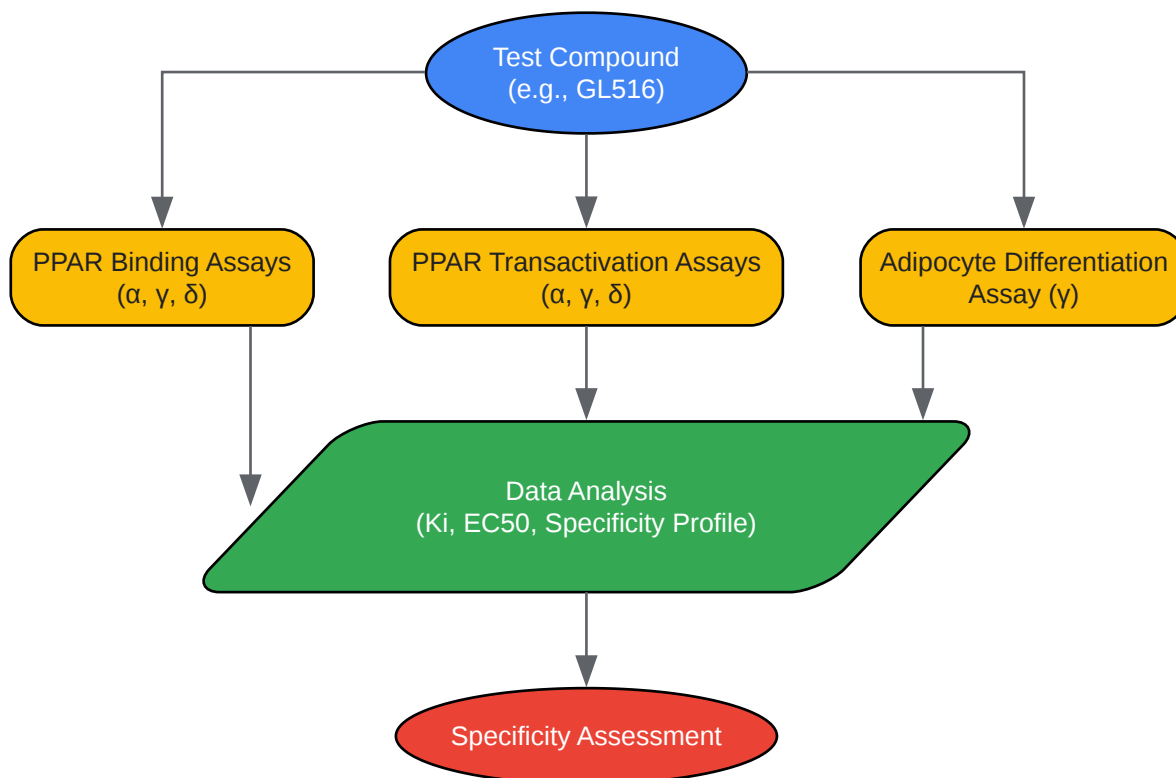 Test Compound
(e.g., GL516)
PPAR Binding Assays
(α, γ, δ)
PPAR Transactivation Assays
(α, γ, δ)
Adipocyte Differentiation
Assay (γ)
Data Analysis
(Ki, EC50, Specificity Profile)
Specificity Assessment